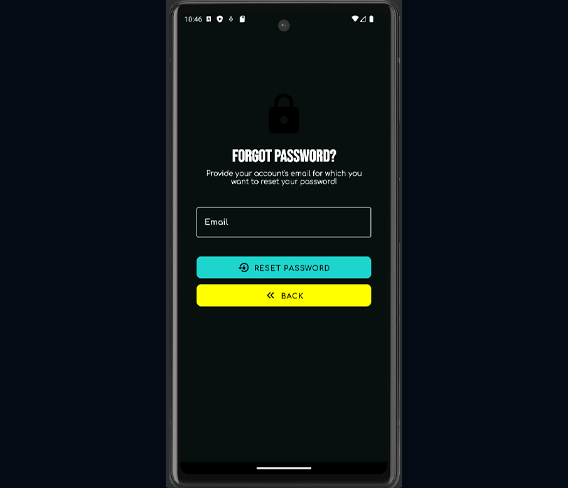 10:46
FORGOT PASSWORD?
Provide your account's email for which you
want to reset your password!
Email
RESET PASSWORD
BACK